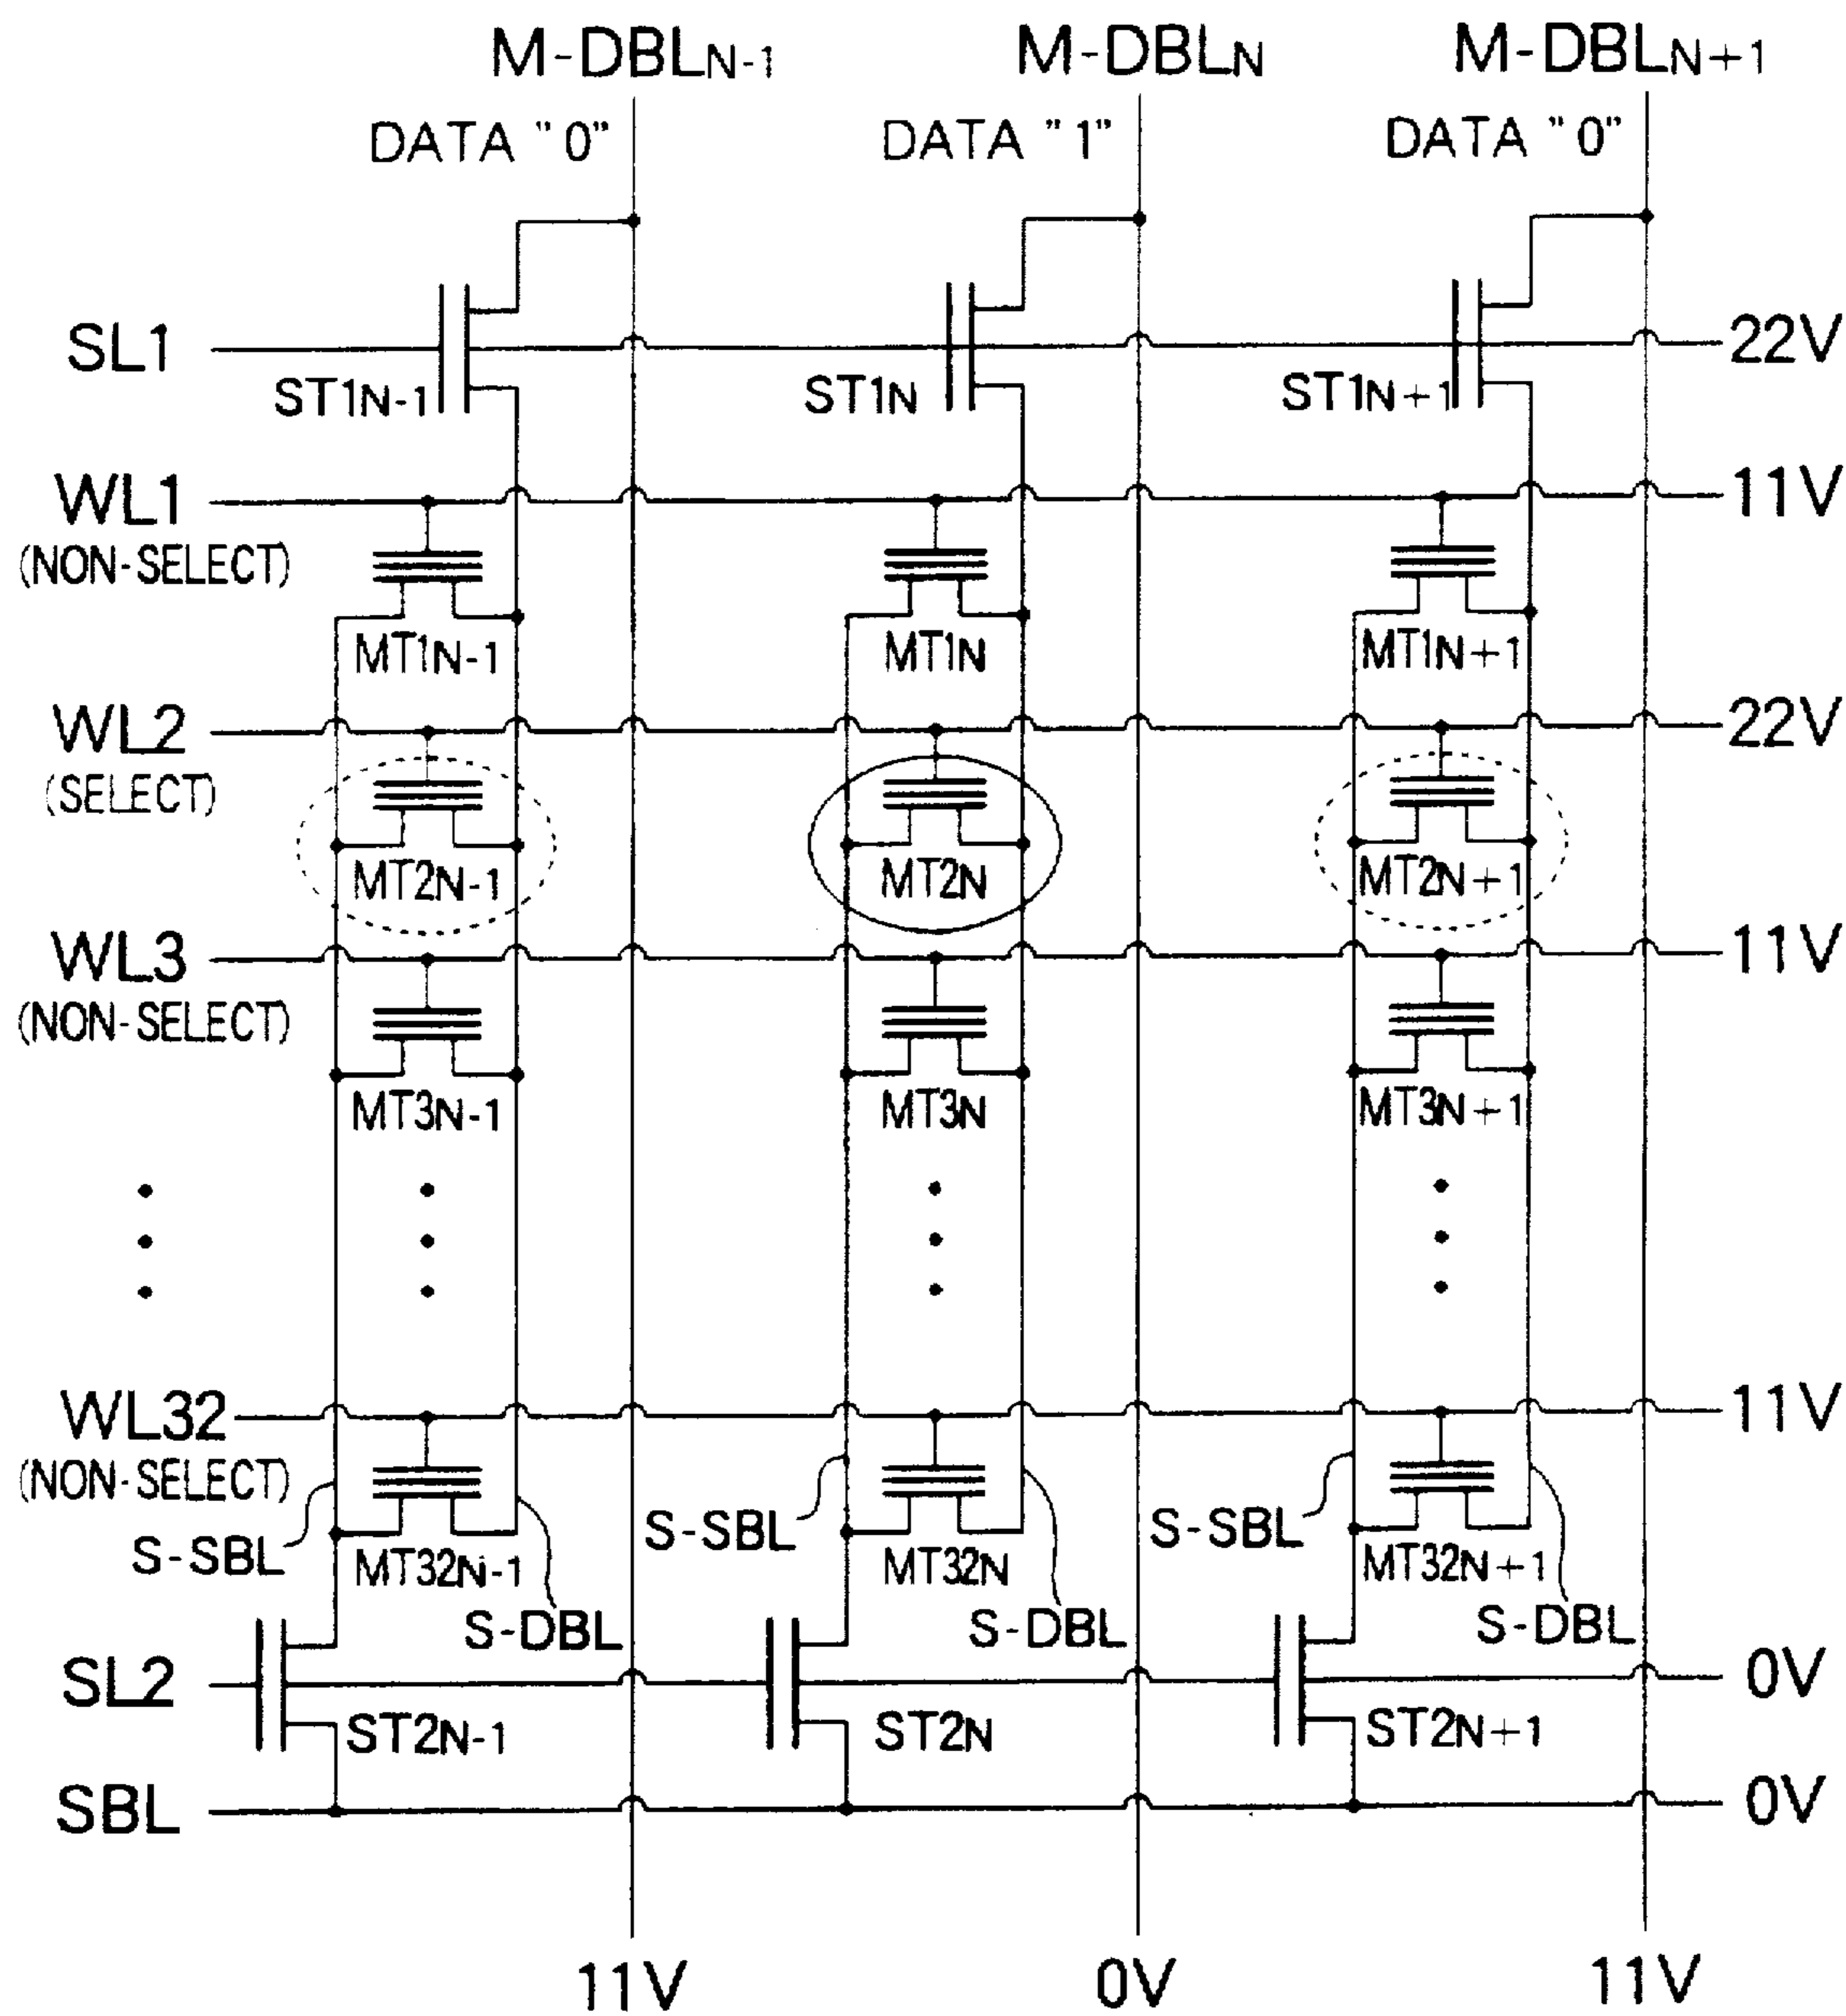 M-DBLN-1 M-DBLN M-DBLN+1
DATA "0" DATA "1" DATA "0"
SL1 22V
ST1N-1 ST1N ST1N+1
WL1 11V
(NON-SELECT)
MT1N-1 MT1N MT1N+1
WL2 22V
(SELECT)
MT2N-1 MT2N MT2N+1
WL3 11V
(NON-SELECT)
MT3N-1 MT3N MT3N+1
WL32 11V
(NON-SELECT)
S-SBL S-SBL S-SBL
MT32N-1 MT32N MT32N+1
S-DBL S-DBL S-DBL
SL2 0V
ST2N-1 ST2N ST2N+1
SBL 0V
11V 0V 11V